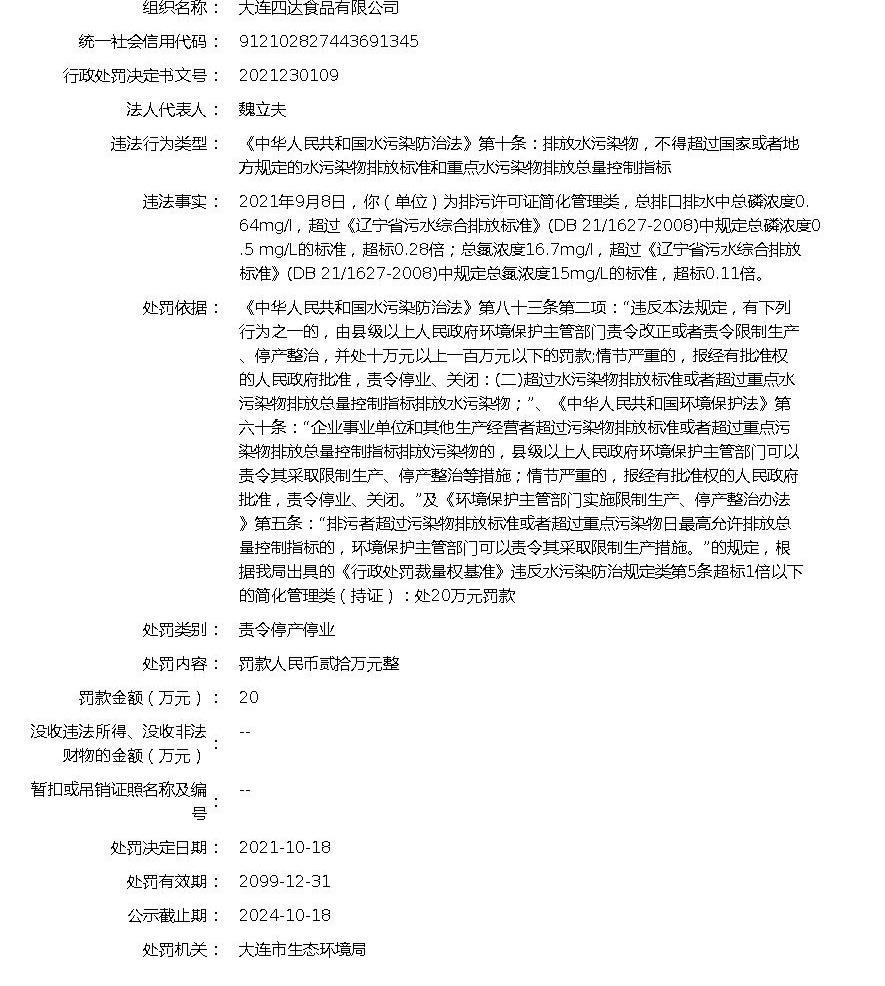 组织名称： 大连四达食品有限公司
统一社会信用代码： 912102827443691345
行政处罚决定书文号： 2021230109
法人代表人： 魏立夫
违法行为类型： 《中华人民共和国水污染防治法》第十条：排放水污染物，不得超过国家或者地
方规定的水污染物排放标准和重点水污染物排放总量控制指标
违法事实： 2021年9月8日，你（单位）为排污许可证简化管理类，总排口排水中总磷浓度0.
64mg/l，超过《辽宁省污水综合排放标准》(DB 21/1627-2008)中规定总磷浓度0
.5 mg/L的标准，超标0.28倍；总氮浓度16.7mg/l，超过《辽宁省污水综合排放
标准》(DB 21/1627-2008)中规定总氮浓度15mg/L的标准，超标0.11倍。
处罚依据： 《中华人民共和国水污染防治法》第八十三条第二项：“违反本法规定，有下列
行为之一的，由县级以上人民政府环境保护主管部门责令改正或者责令限制生产
、停产整治，并处十万元以上一百万元以下的罚款;情节严重的，报经有批准权
的人民政府批准，责令停业、关闭：(二)超过水污染物排放标准或者超过重点水
污染物排放总量控制指标排放水污染物；”、《中华人民共和国环境保护法》第
六十条：“企业事业单位和其他生产经营者超过污染物排放标准或者超过重点污
染物排放总量控制指标排放污染物的，县级以上人民政府环境保护主管部门可以
责令其采取限制生产、停产整治等措施；情节严重的，报经有批准权的人民政府
批准，责令停业、关闭。”及《环境保护主管部门实施限制生产、停产整治办法
》第五条：“排污者超过污染物排放标准或者超过重点污染物日最高允许排放总
量控制指标的，环境保护主管部门可以责令其采取限制生产措施。”的规定，根
据我局出具的《行政处罚裁量权基准》违反水污染防治规定类第5条超标1倍以下
的简化管理类（持证）：处20万元罚款
处罚类别： 责令停产停业
处罚内容： 罚款人民币贰拾万元整
罚款金额（万元）： 20
没收违法所得、没收非法
财物的金额（万元）： --
暂扣或吊销证照名称及编
号： --
处罚决定日期： 2021-10-18
处罚有效期： 2099-12-31
公示截止期： 2024-10-18
处罚机关： 大连市生态环境局